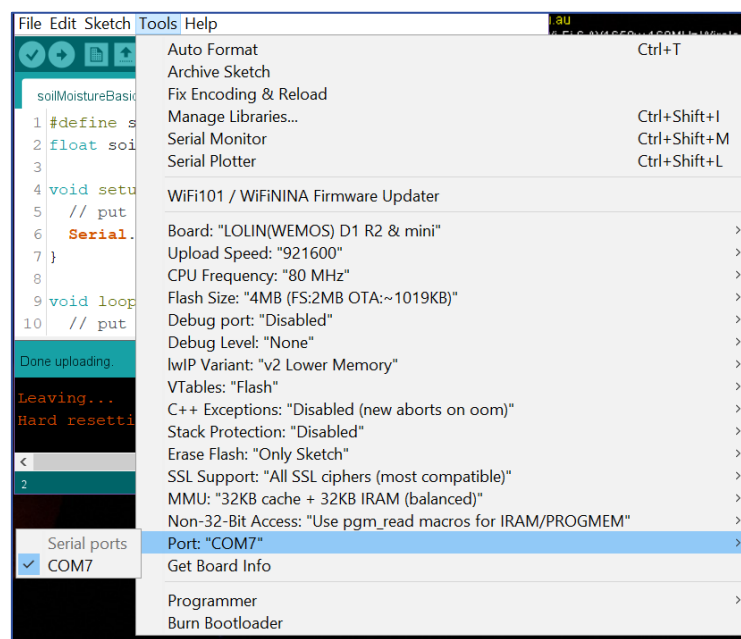 File Edit Sketch Tools Help
.au
soilMoistureBasic
1 #define s
2 float soi
3
4 void setu
5 // put
6 Serial.
7 }
8
9 void loop
10 // put
Done uploading.
Leaving...
Hard resetti
2
Auto Format Ctrl+T
Archive Sketch
Fix Encoding & Reload
Manage Libraries... Ctrl+Shift+I
Serial Monitor Ctrl+Shift+M
Serial Plotter Ctrl+Shift+L
WiFi101 / WiFiNINA Firmware Updater
Board: "LOLIN(WEMOS) D1 R2 & mini"
Upload Speed: "921600"
CPU Frequency: "80 MHz"
Flash Size: "4MB (FS:2MB OTA:~1019KB)"
Debug port: "Disabled"
Debug Level: "None"
lwIP Variant: "v2 Lower Memory"
VTables: "Flash"
C++ Exceptions: "Disabled (new aborts on oom)"
Stack Protection: "Disabled"
Erase Flash: "Only Sketch"
SSL Support: "All SSL ciphers (most compatible)"
MMU: "32KB cache + 32KB IRAM (balanced)"
Non-32-Bit Access: "Use pgm_read macros for IRAM/PROGMEM"
Port: "COM7"
Serial ports
COM7
Get Board Info
Programmer
Burn Bootloader